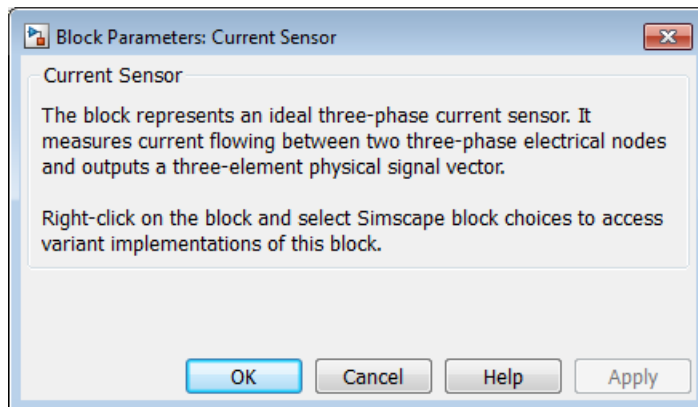 Block Parameters: Current Sensor
Current Sensor
The block represents an ideal three-phase current sensor. It
measures current flowing between two three-phase electrical nodes
and outputs a three-element physical signal vector.
Right-click on the block and select Simscape block choices to access
variant implementations of this block.
OK Cancel Help Apply